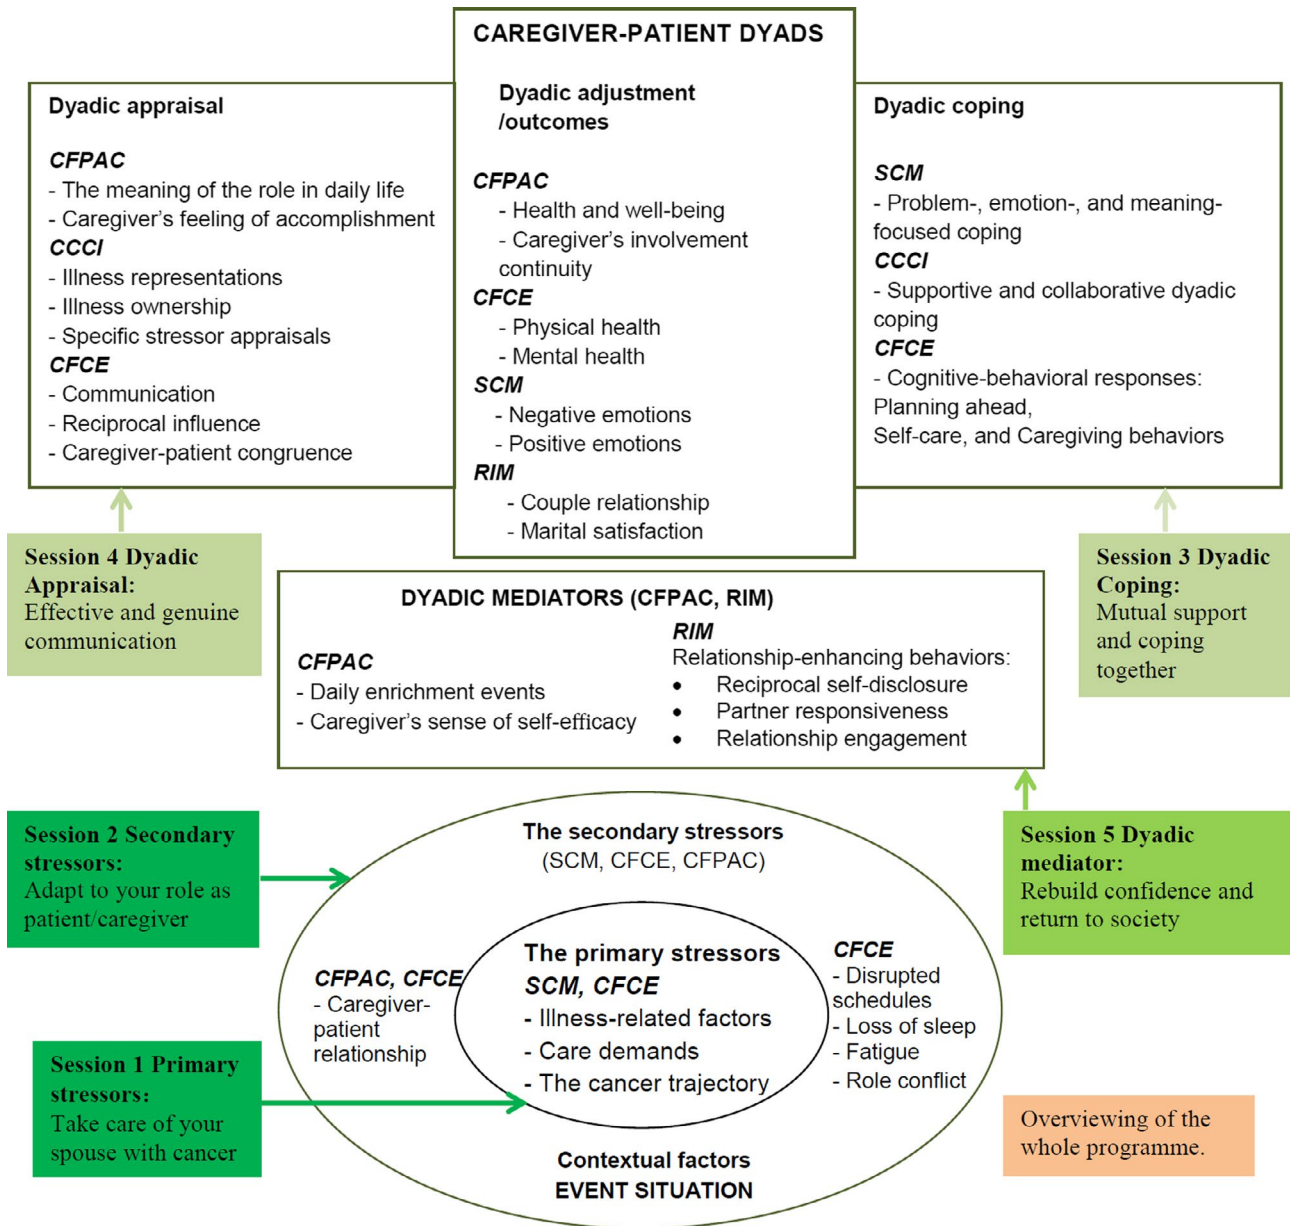 CAREGIVER-PATIENT DYADS
Dyadic appraisal
CFPAC
- The meaning of the role in daily life
- Caregiver’s feeling of accomplishment
CCCI
- Illness representations
- Illness ownership
- Specific stressor appraisals
CFCE
- Communication
- Reciprocal influence
- Caregiver-patient congruence
Dyadic adjustment
/outcomes
CFPAC
- Health and well-being
- Caregiver’s involvement
continuity
CFCE
- Physical health
- Mental health
SCM
- Negative emotions
- Positive emotions
RIM
- Couple relationship
- Marital satisfaction
Dyadic coping
SCM
- Problem-, emotion-, and meaning-
focused coping
CCCI
- Supportive and collaborative dyadic
coping
CFCE
- Cognitive-behavioral responses:
Planning ahead,
Self-care, and Caregiving behaviors
Session 4 Dyadic
Appraisal:
Effective and genuine
communication
Session 3 Dyadic
Coping:
Mutual support
and coping
together
DYADIC MEDIATORS (CFPAC, RIM)
CFPAC
- Daily enrichment events
- Caregiver’s sense of self-efficacy
RIM
Relationship-enhancing behaviors:
• Reciprocal self-disclosure
• Partner responsiveness
• Relationship engagement
Session 2 Secondary
stressors:
Adapt to your role as
patient/caregiver
Session 5 Dyadic
mediator:
Rebuild confidence and
return to society
The secondary stressors
(SCM, CFCE, CFPAC)
CFPAC, CFCE
- Caregiver-
patient
relationship
The primary stressors
SCM, CFCE
- Illness-related factors
- Care demands
- The cancer trajectory
CFCE
- Disrupted
schedules
- Loss of sleep
- Fatigue
- Role conflict
Session 1 Primary
stressors:
Take care of your
spouse with cancer
Contextual factors
EVENT SITUATION
Overviewing of the
whole programme.